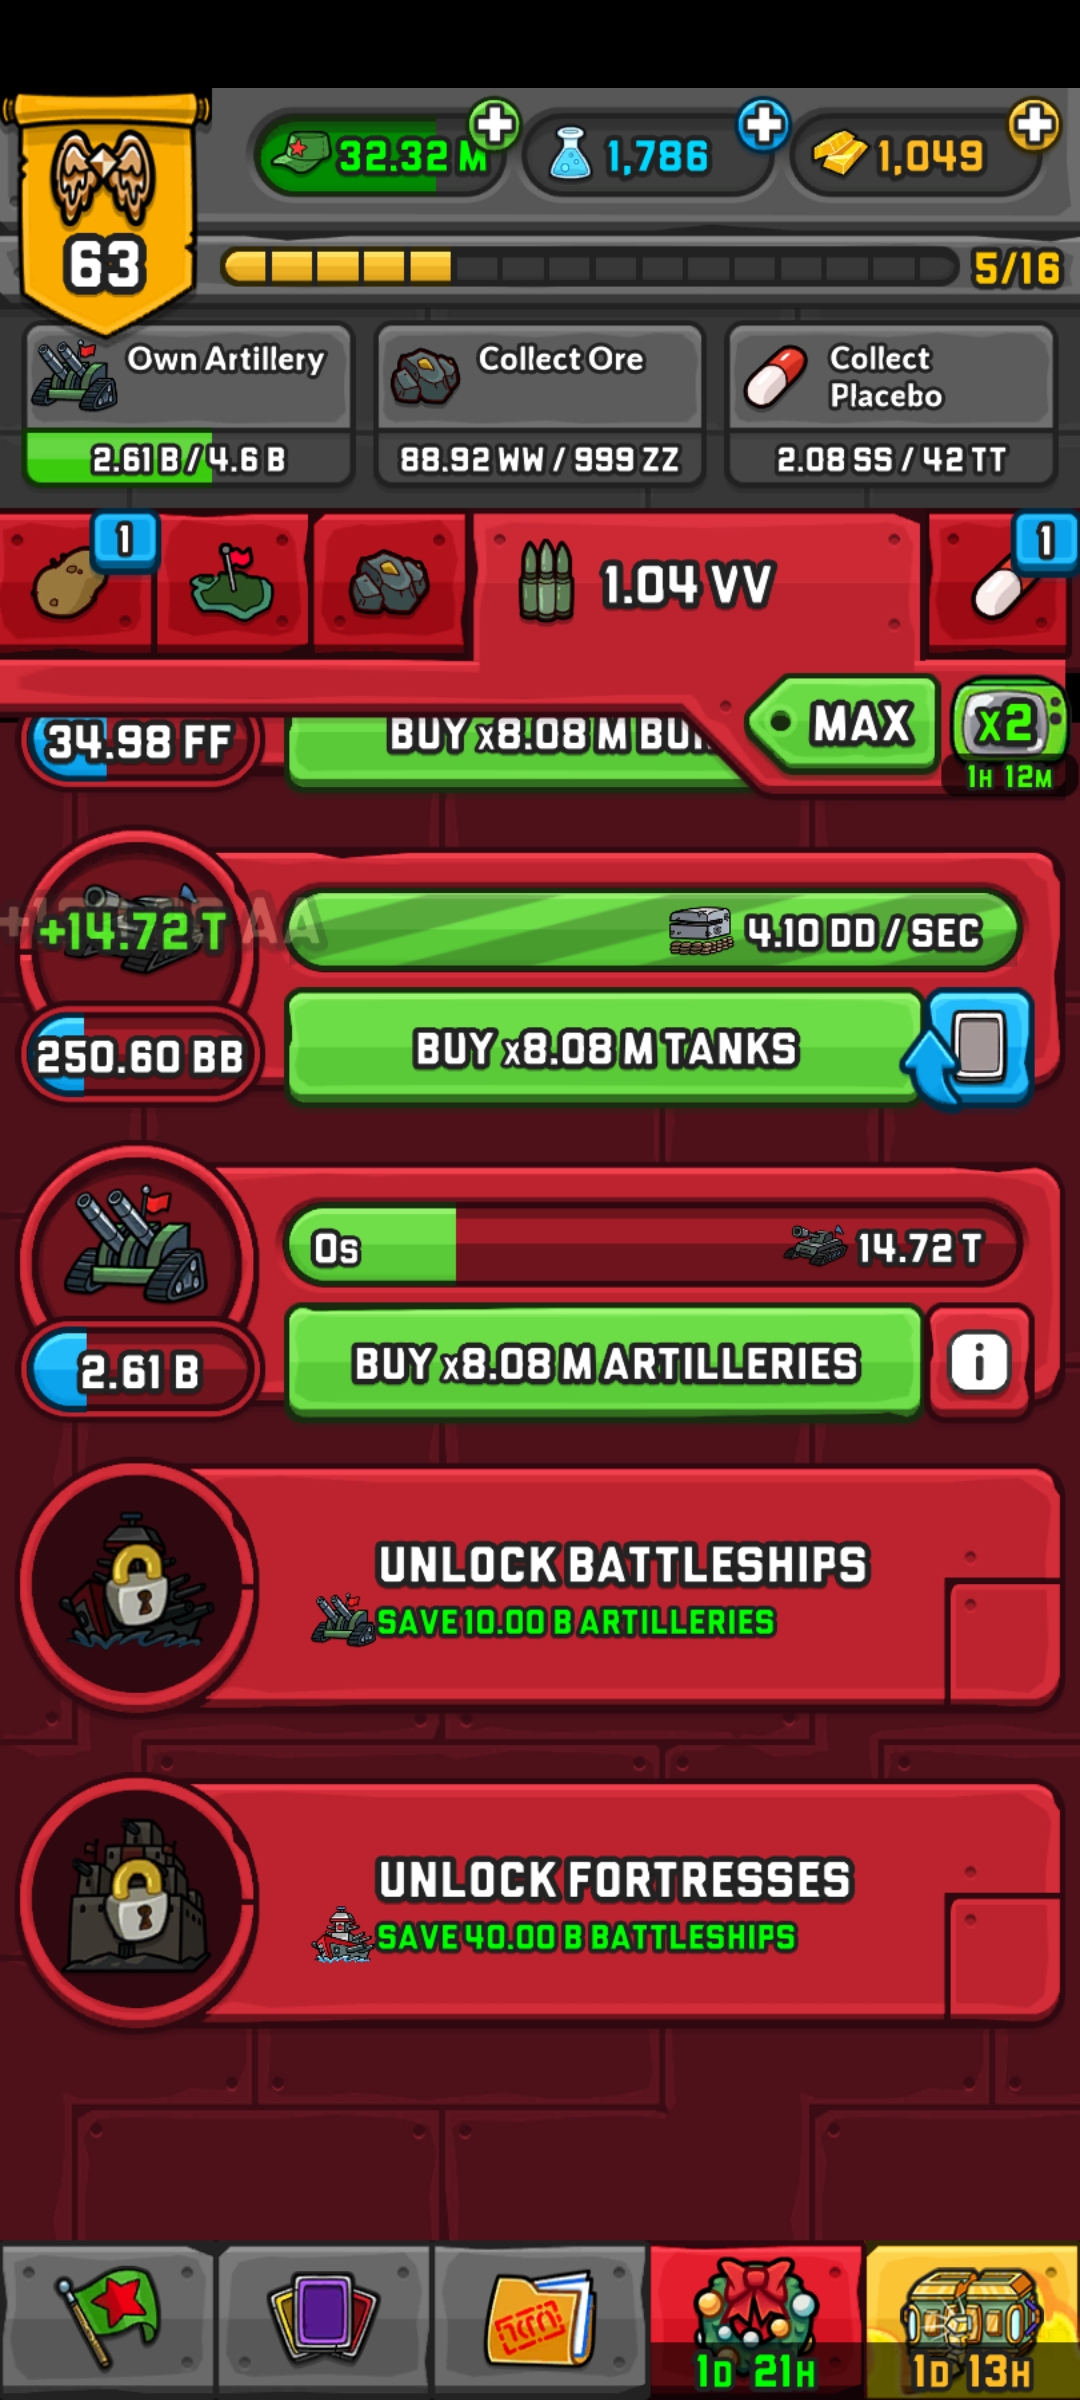 32.32 M
1,786
1,049
63
5/16
Own Artillery
2.61 B / 4.6 B
Collect Ore
88.92 WW / 999 ZZ
Collect
Placebo
2.08 SS / 42 TT
1
1.04 VV
1
34.98 FF
BUY x8.08 M
MAX
x2
1H 12M
+14.72 T
4.10 DD / SEC
250.60 BB
BUY x8.08 M TANKS
0s
14.72 T
2.61 B
BUY x8.08 M ARTILLERIES
i
UNLOCK BATTLESHIPS
SAVE 10.00 B ARTILLERIES
UNLOCK FORTRESSES
SAVE 40.00 B BATTLESHIPS
1D 21H
1D 13H